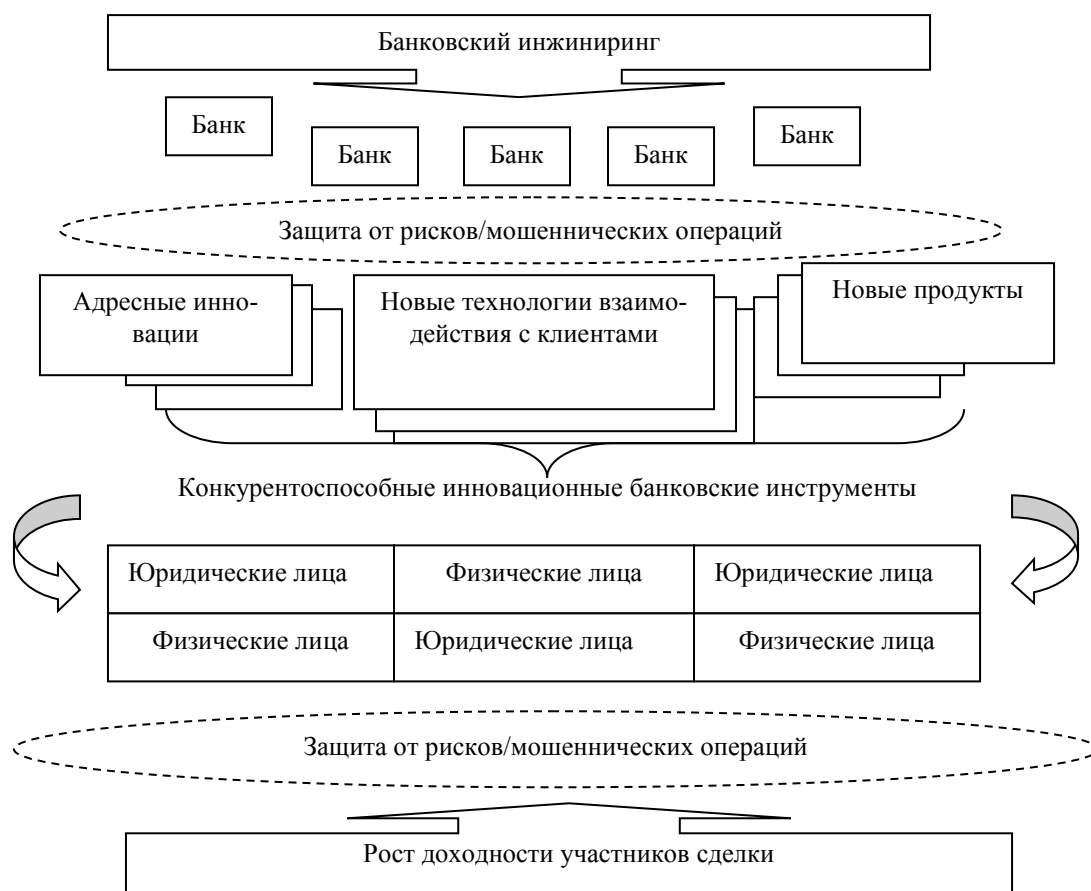 Банковский инжиниринг
Банк
Банк
Банк
Банк
Банк
Защита от рисков/мошеннических операций
Адресные инно-
вации
Новые технологии взаимо-
действия с клиентами
Новые продукты
Конкурентоспособные инновационные банковские инструменты
Юридические лица
Физические лица
Юридические лица
Физические лица
Юридические лица
Физические лица
Защита от рисков/мошеннических операций
Рост доходности участников сделки